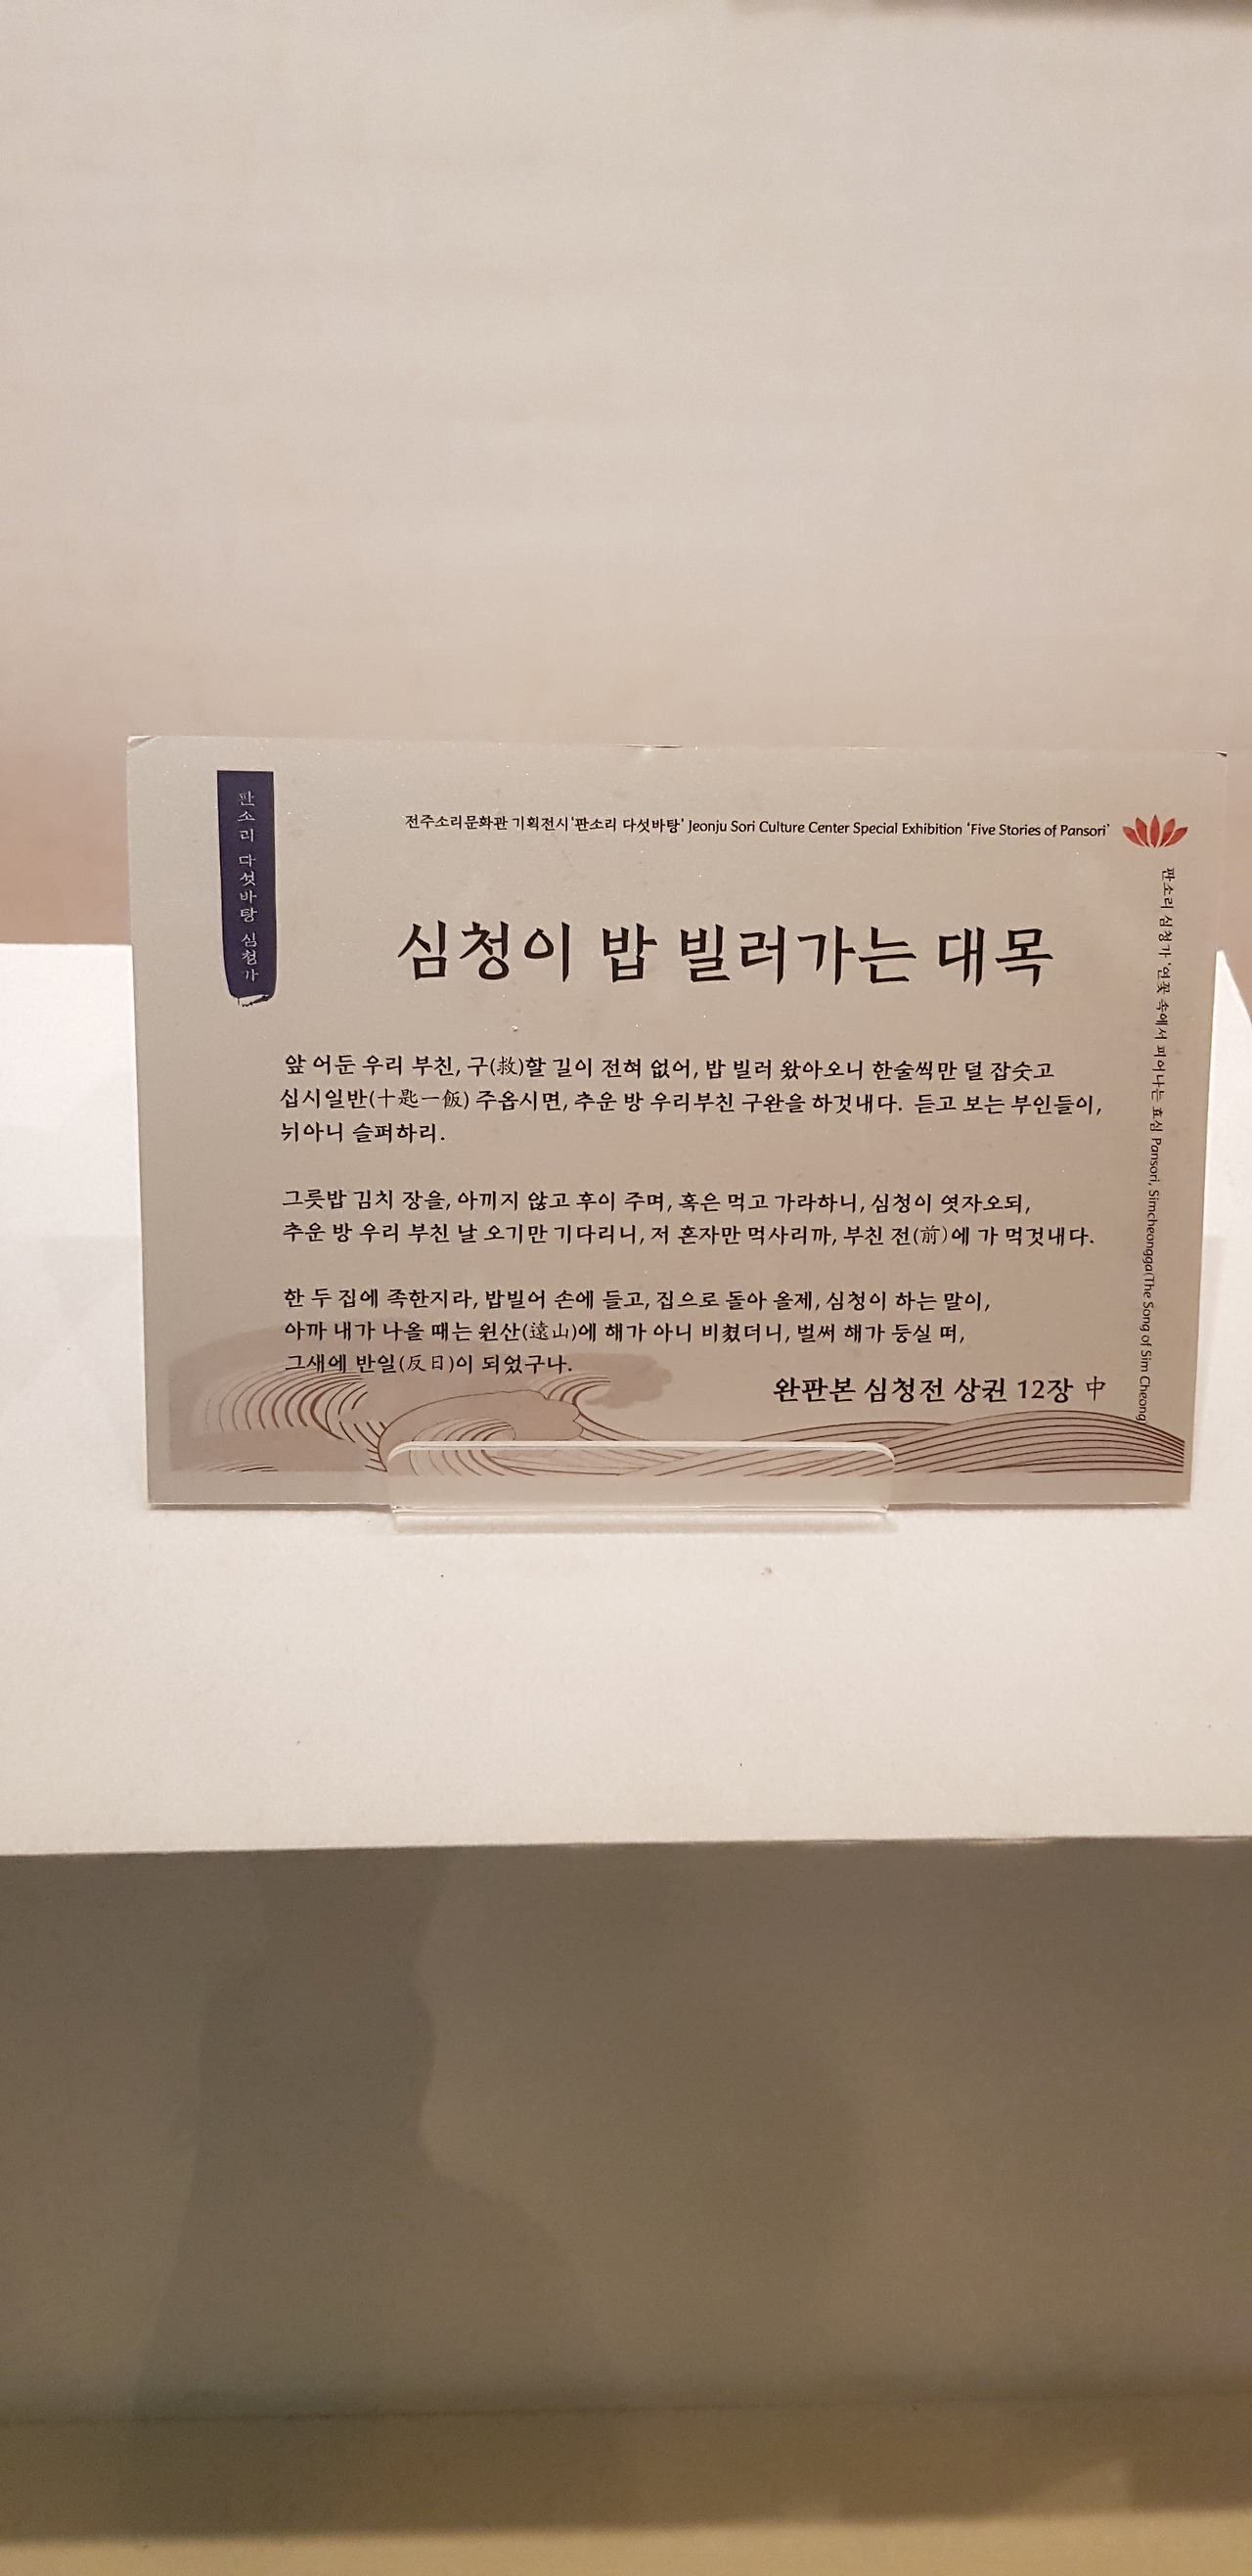 판소리 다섯바탕 심청가
전주소리문화관 기획전시 '판소리 다섯바탕' Jeonju Sori Culture Center Special Exhibition 'Five Stories of Pansori'
심청이 밥 빌러가는 대목
앞 어둔 우리 부친, 구(救)할 길이 전혀 없어, 밥 빌러 왔아오니 한술씩만 덜 잡숫고
십시일반(十匙一飯) 주옵시면, 추운 방 우리부친 구완을 하것내다. 듣고 보는 부인들이,
뉘아니 슬퍼하리.
그릇밥 김치 장을, 아끼지 않고 후이 주며, 혹은 먹고 가라하니, 심청이 엿자오되,
추운 방 우리 부친 날 오기만 기다리니, 저 혼자만 먹사리까, 부친 전(前)에 가 먹것내다.
한 두 집에 족한지라, 밥빌어 손에 들고, 집으로 돌아 올제, 심청이 하는 말이,
아까 내가 나올 때는 원산(遠山)에 해가 아니 비췄더니, 벌써 해가 둥실 떠,
그새에 반일(反日)이 되었구나.
완판본 심청전 상권 12장 中
판소리 심청가 '연꽃 속에서 피어나는 효심 Pansori, Simcheongga(The Song of Sim Cheong